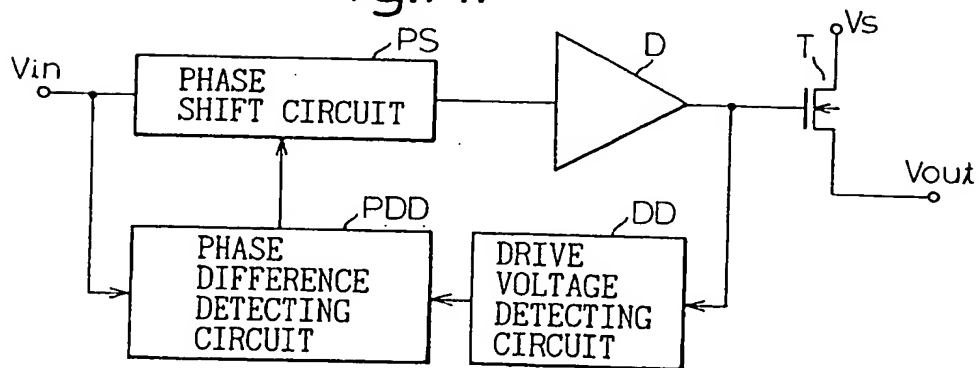 PS
D
T
Vs
Vin
PHASE
SHIFT CIRCUIT
Vout
PDD
DD
PHASE
DIFFERENCE
DETECTING
CIRCUIT
DRIVE
VOLTAGE
DETECTING
CIRCUIT